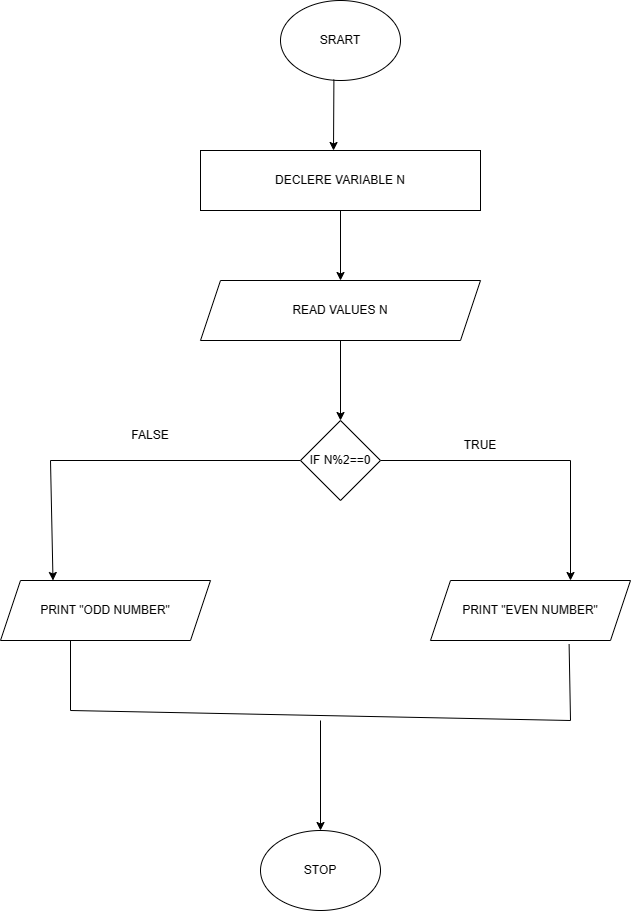 SRART
DECLERE VARIABLE N
READ VALUES N
FALSE
TRUE
IF N%2==0
PRINT "ODD NUMBER"
PRINT "EVEN NUMBER"
STOP